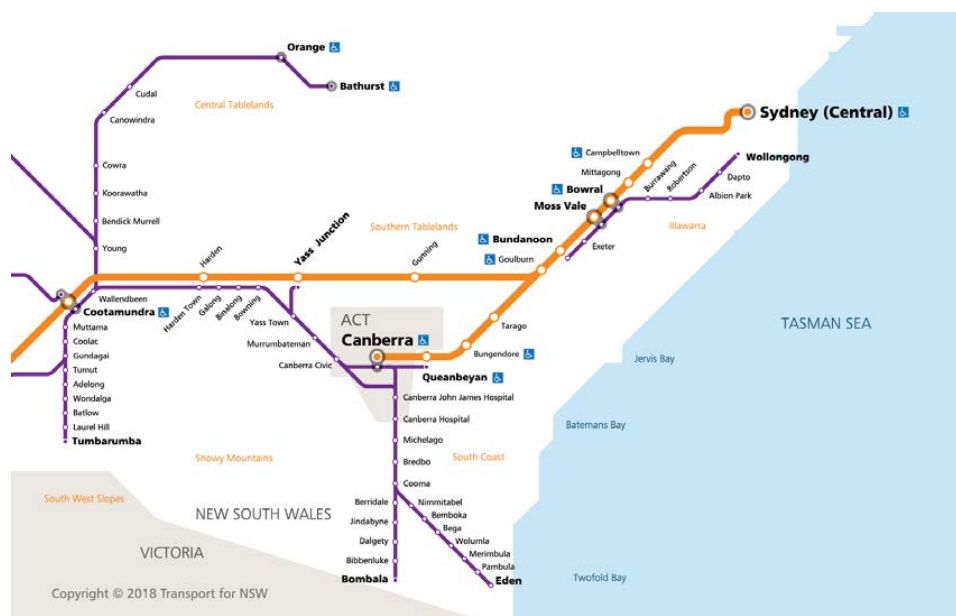 Orange
Bathurst
Cudal
Central Tablelands
Canowindra
Sydney (Central)
Campbelltown
Mittagong
Wollongong
Cowra
Bowral
Burrawang
Robertson
Dapto
Koorawatha
Moss Vale
Albion Park
Bendick Murrell
Southern Tablelands
Illawarra
Young
Harden
Yass Junction
Gunning
Bundanoon
Exeter
Goulburn
Wallendbeen
Cootamundra
Harden Town
Galong
Binalong
Bowning
Yass Town
ACT
Tarago
TASMAN SEA
Muttama
Coolac
Murrumbateman
Canberra
Gundagai
Canberra Civic
Bungendore
Jervis Bay
Tumut
Queanbeyan
Adelong
Wondalga
Canberra John James Hospital
Batlow
Canberra Hospital
Laurel Hill
Batemans Bay
Tumbarumba
Michelago
Snowy Mountains
Bredbo
South Coast
Cooma
South West Slopes
Berridale
Nimmitabel
NEW SOUTH WALES
Jindabyne
Bemboka
Bega
Dalgety
Wolumla
VICTORIA
Bibbenluke
Merimbula
Pambula
Bombala
Eden
Twofold Bay
Copyright © 2018 Transport for NSW